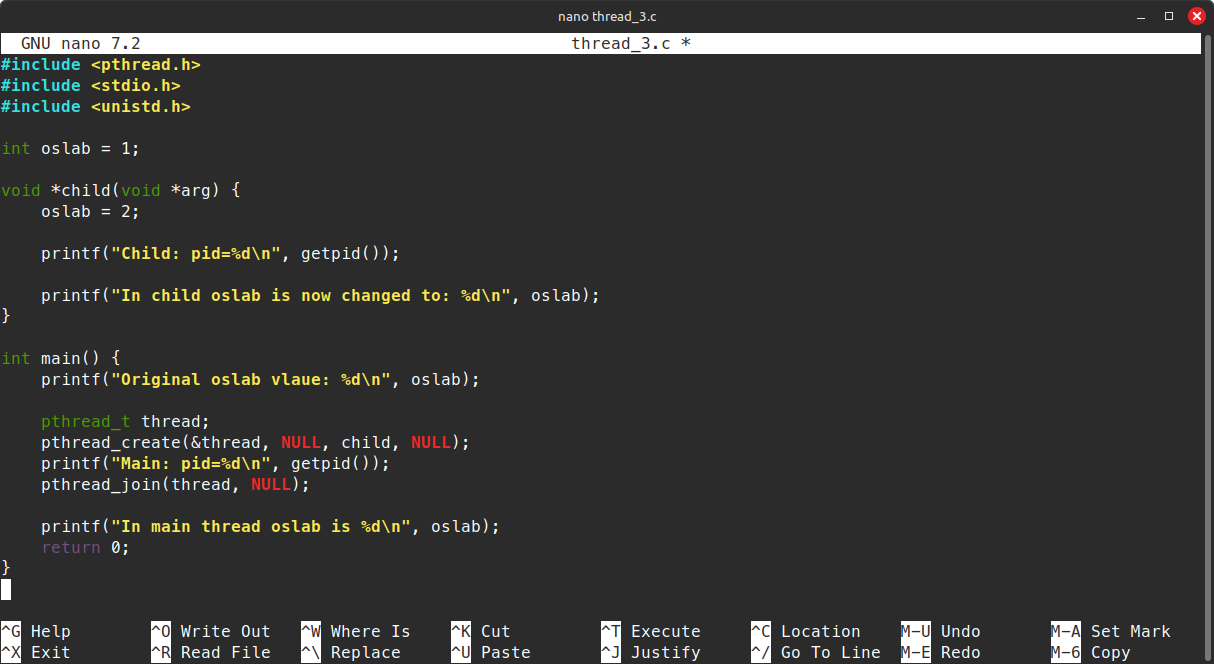 nano thread_3.c
GNU nano 7.2 thread_3.c *
#include <pthread.h>
#include <stdio.h>
#include <unistd.h>
int oslab = 1;
void *child(void *arg) {
oslab = 2;
printf("Child: pid=%d\n", getpid());
printf("In child oslab is now changed to: %d\n", oslab);
}
int main() {
printf("Original oslab vlaue: %d\n", oslab);
pthread_t thread;
pthread_create(&thread, NULL, child, NULL);
printf("Main: pid=%d\n", getpid());
pthread_join(thread, NULL);
printf("In main thread oslab is %d\n", oslab);
return 0;
}
^G Help ^O Write Out ^W Where Is ^K Cut ^T Execute ^C Location M-U Undo M-A Set Mark
^X Exit ^R Read File ^\ Replace ^U Paste ^J Justify ^/ Go To Line M-E Redo M-6 Copy